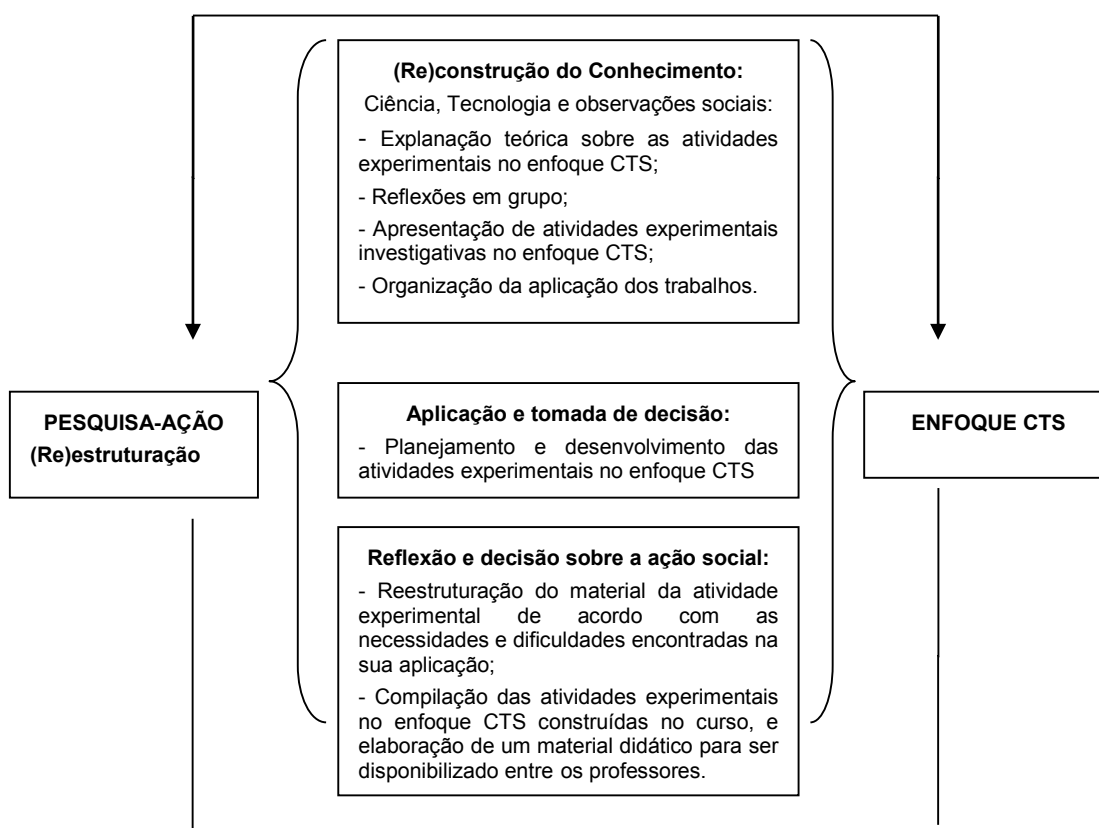 (Re)construção do Conhecimento:
Ciência, Tecnologia e observações sociais:
- Explanação teórica sobre as atividades
experimentais no enfoque CTS;
- Reflexões em grupo;
- Apresentação de atividades experimentais
investigativas no enfoque CTS;
- Organização da aplicação dos trabalhos.
PESQUISA-AÇÃO
(Re)estruturação
Aplicação e tomada de decisão:
- Planejamento e desenvolvimento das
atividades experimentais no enfoque CTS
ENFOQUE CTS
Reflexão e decisão sobre a ação social:
- Reestruturação do material da atividade
experimental de acordo com as
necessidades e dificuldades encontradas na
sua aplicação;
- Compilação das atividades experimentais
no enfoque CTS construídas no curso, e
elaboração de um material didático para ser
disponibilizado entre os professores.